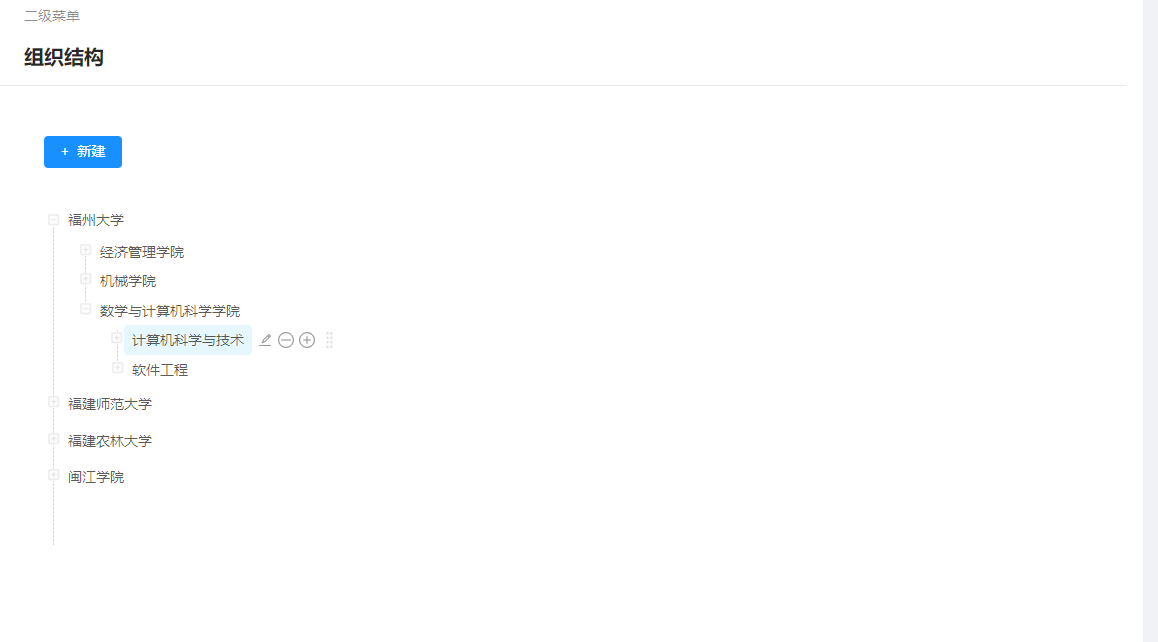 二级菜单
组织结构
+ 新建
福州大学
经济管理学院
机械学院
数学与计算机科学学院
计算机科学与技术
软件工程
福建师范大学
福建农林大学
闽江学院